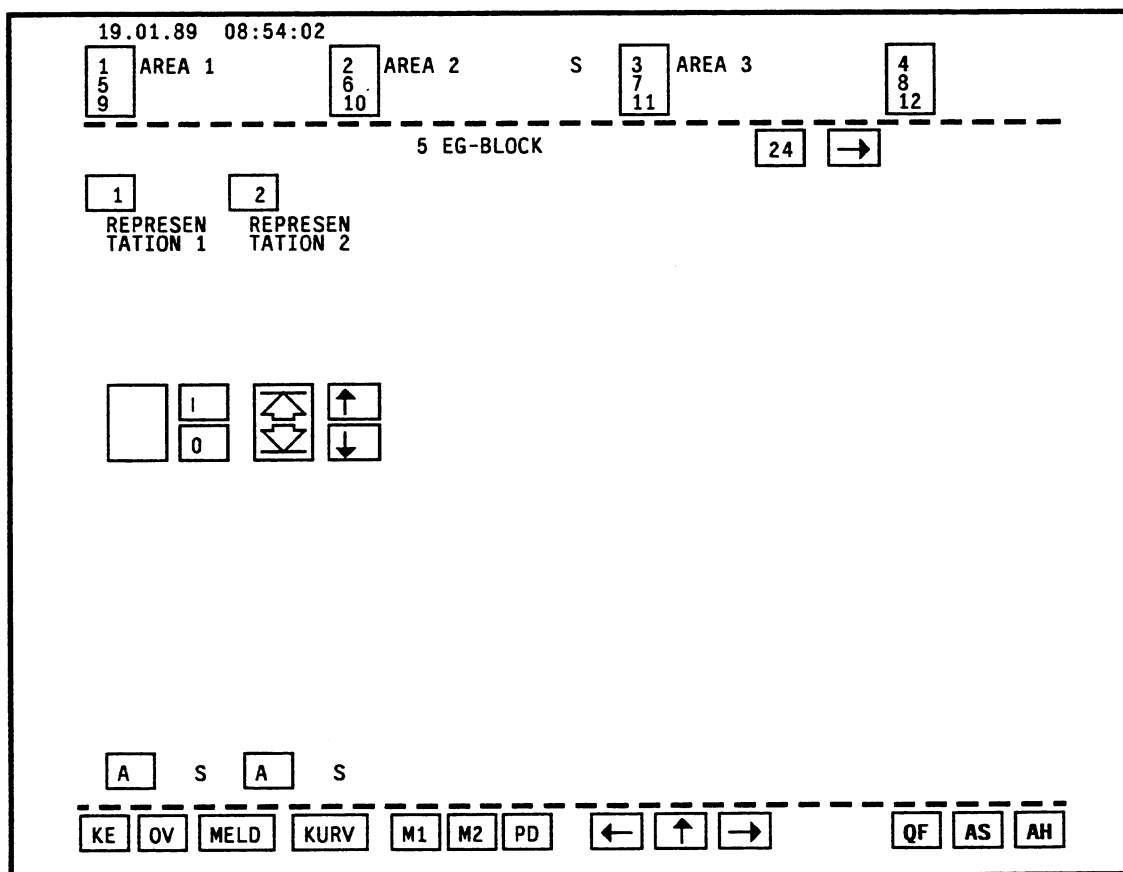 19.01.89 08:54:02
1 AREA 1 2 AREA 2 S 3 AREA 3 4
5 6 7 8
9 10 11 12
5 EG-BLOCK 24 →
1 2
REPRESEN REPRESEN
TATION 1 TATION 2
I ↑
0 ↓
A S A S
KE OV MELD KURV M1 M2 PD ← ↑ → QF AS AH